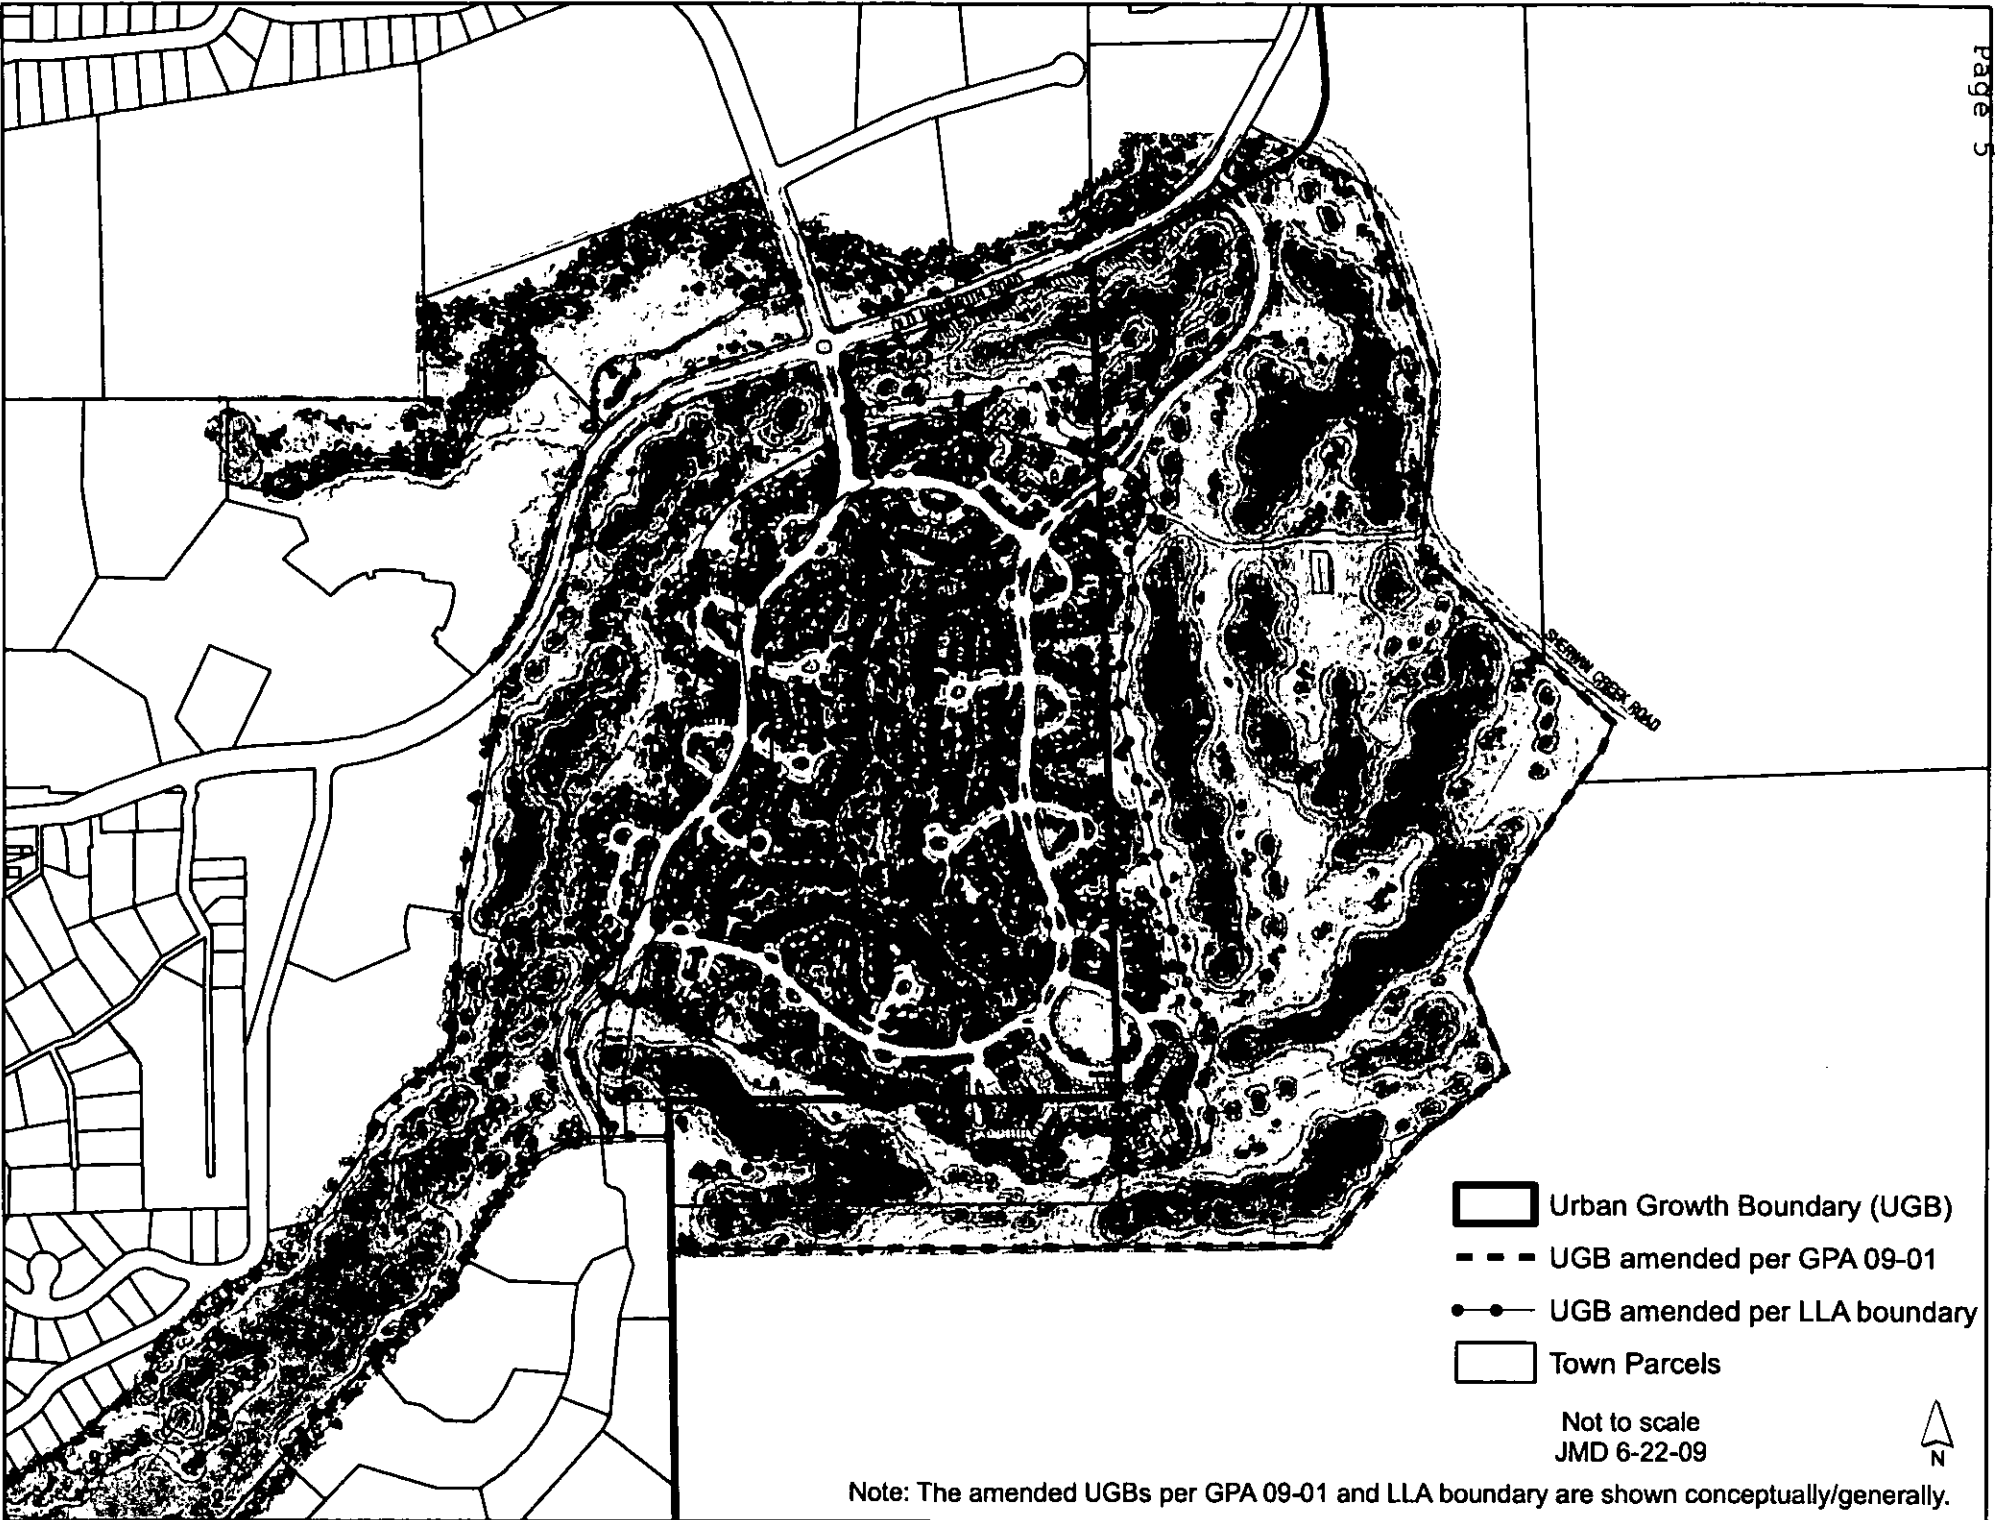 Page 5
SHERWIN CREEK ROAD
Urban Growth Boundary (UGB)
UGB amended per GPA 09-01
UGB amended per LLA boundary
Town Parcels
Not to scale
JMD 6-22-09
N
Note: The amended UGBs per GPA 09-01 and LLA boundary are shown conceptually/generally.